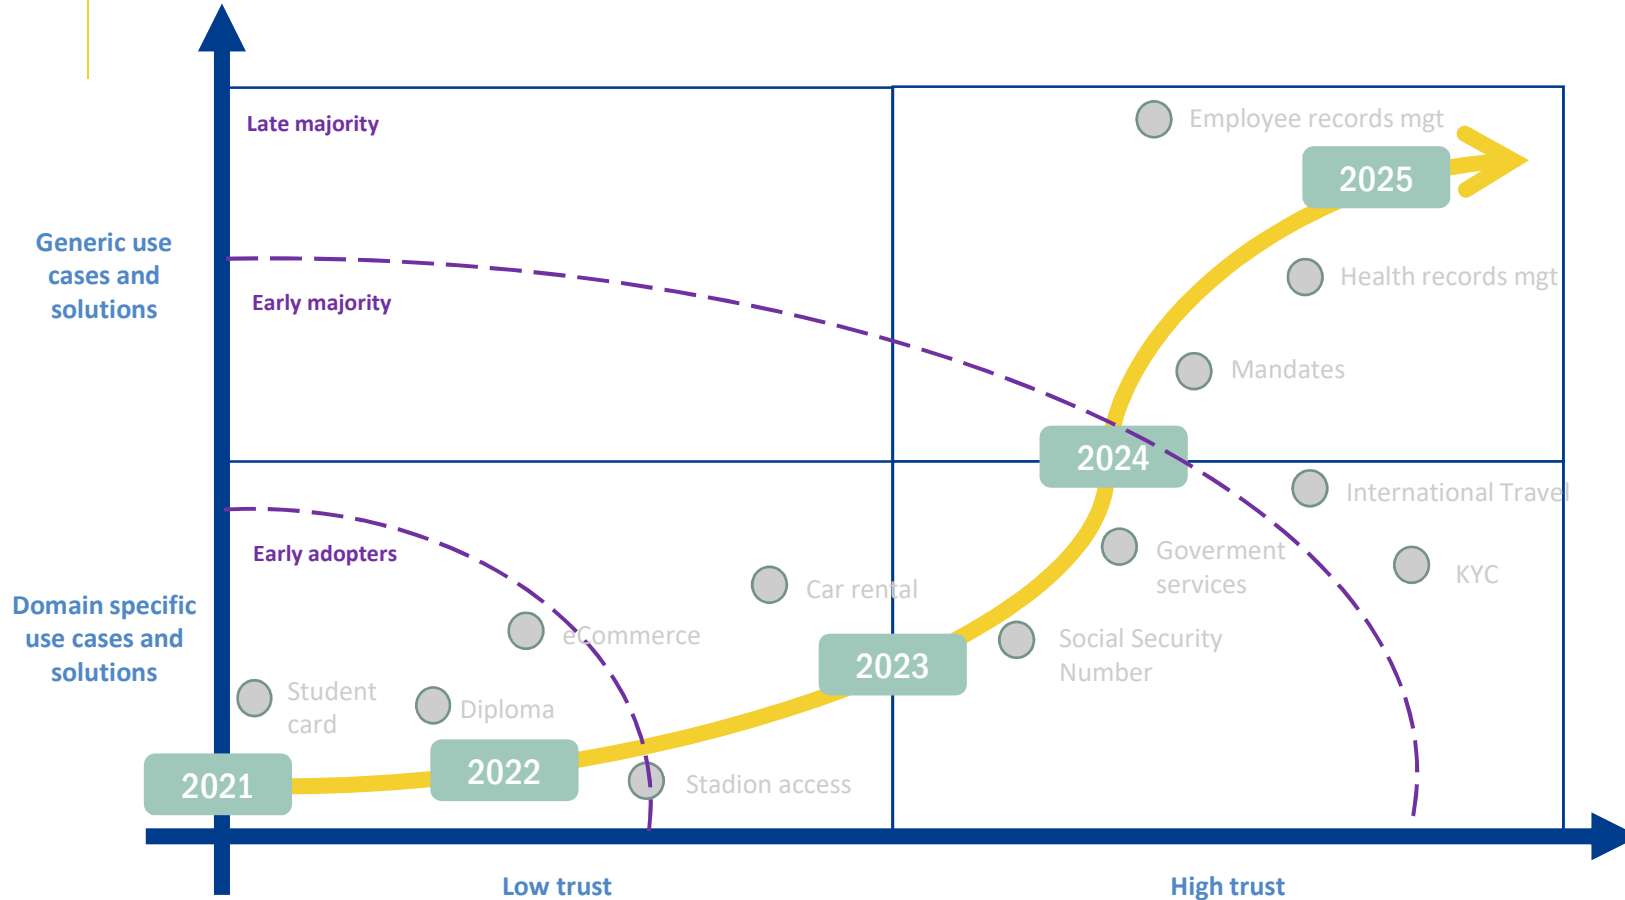 Late majority
Employee records mgt
2025
Generic use
cases and
solutions
Health records mgt
Early majority
Mandates
2024
International Travel
Early adopters
Goverment
services
KYC
Car rental
Domain specific
use cases and
solutions
eCommerce
Social Security
Number
2023
Student
card
Diploma
2022
2021
Stadion access
Low trust
High trust